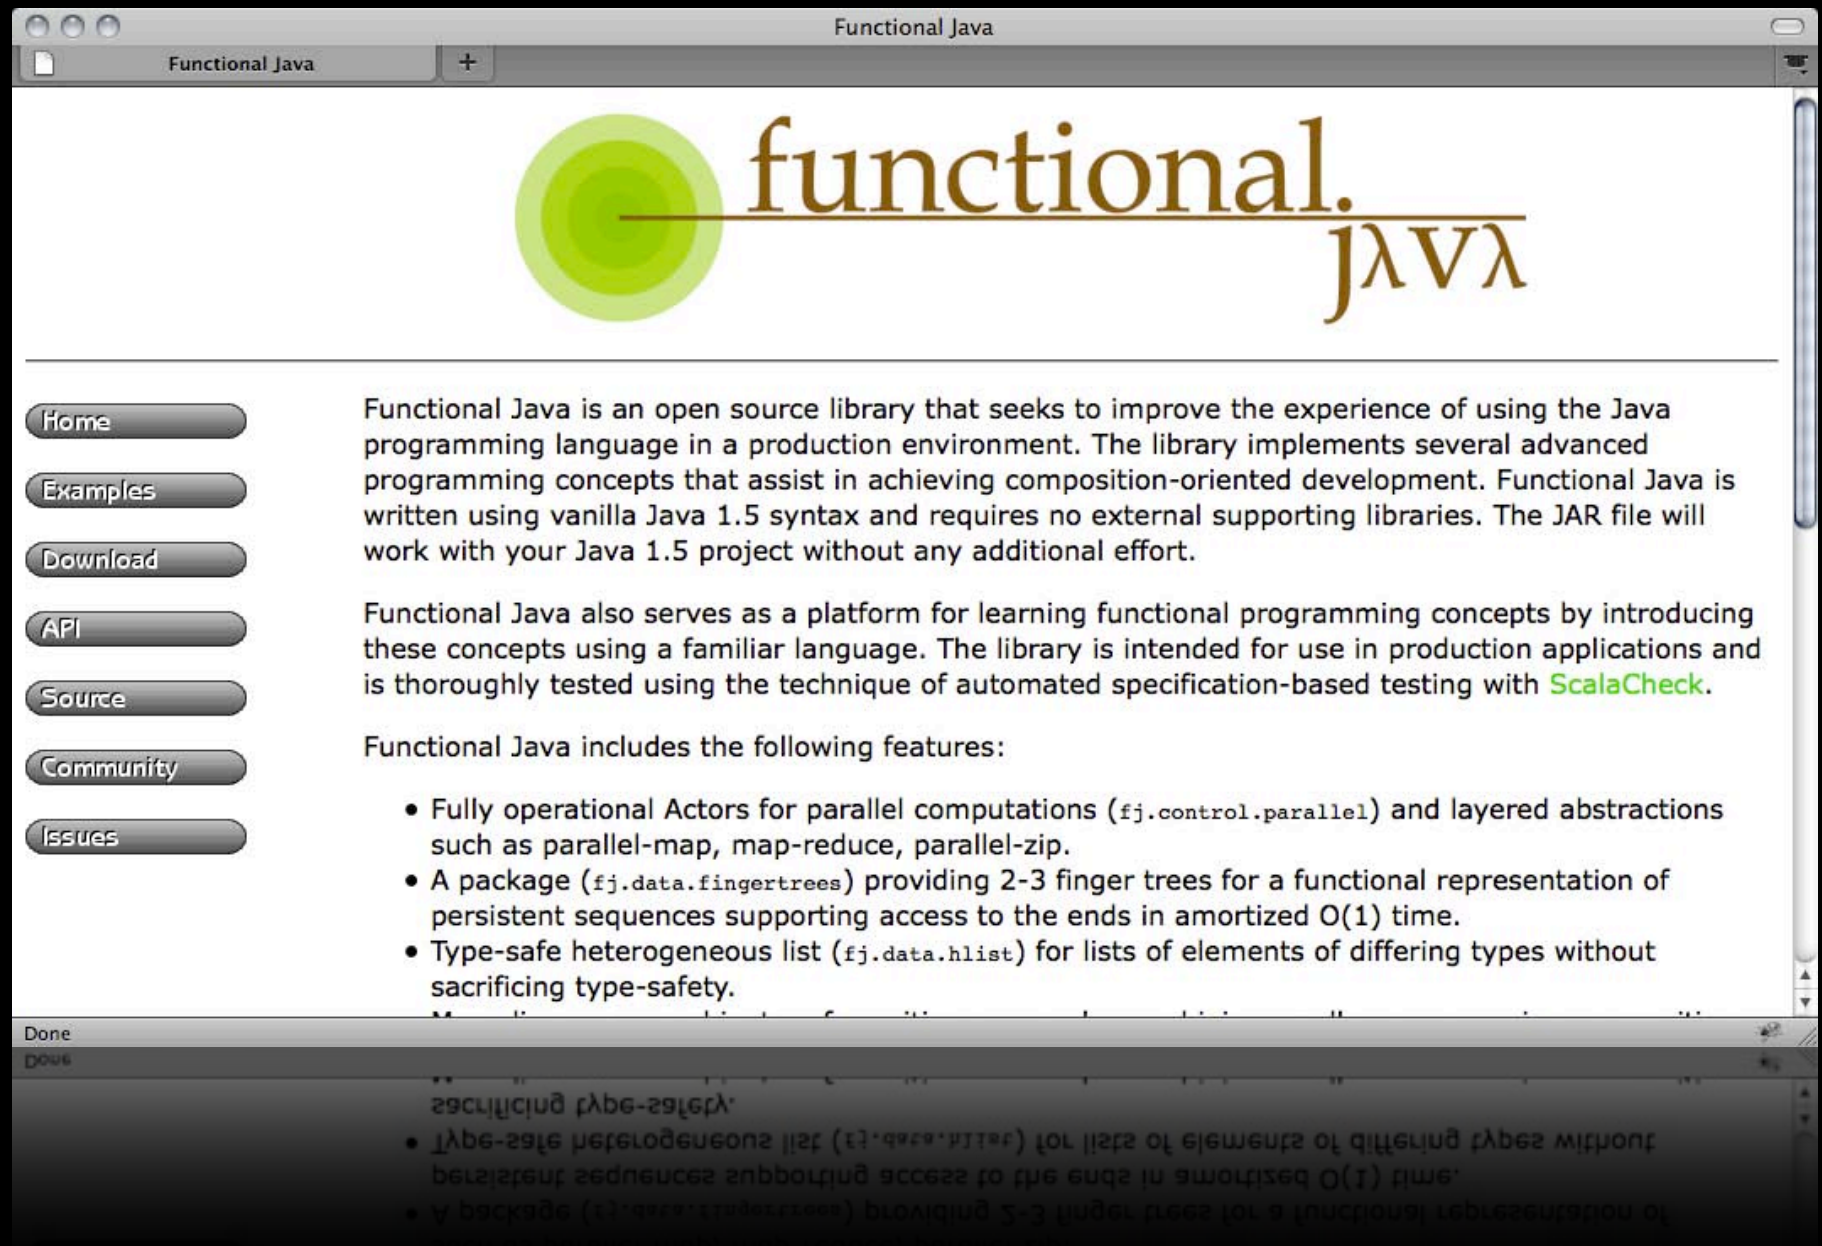 Functional Java
Functional Java
+
functional.
jλvλ
Home
Examples
Download
API
Source
Community
Issues
Functional Java is an open source library that seeks to improve the experience of using the Java
programming language in a production environment. The library implements several advanced
programming concepts that assist in achieving composition-oriented development. Functional Java is
written using vanilla Java 1.5 syntax and requires no external supporting libraries. The JAR file will
work with your Java 1.5 project without any additional effort.
Functional Java also serves as a platform for learning functional programming concepts by introducing
these concepts using a familiar language. The library is intended for use in production applications and
is thoroughly tested using the technique of automated specification-based testing with ScalaCheck.
Functional Java includes the following features:
• Fully operational Actors for parallel computations (fj.control.parallel) and layered abstractions
such as parallel-map, map-reduce, parallel-zip.
• A package (fj.data.fingertrees) providing 2-3 finger trees for a functional representation of
persistent sequences supporting access to the ends in amortized O(1) time.
• Type-safe heterogeneous list (fj.data.hlist) for lists of elements of differing types without
sacrificing type-safety.
Done